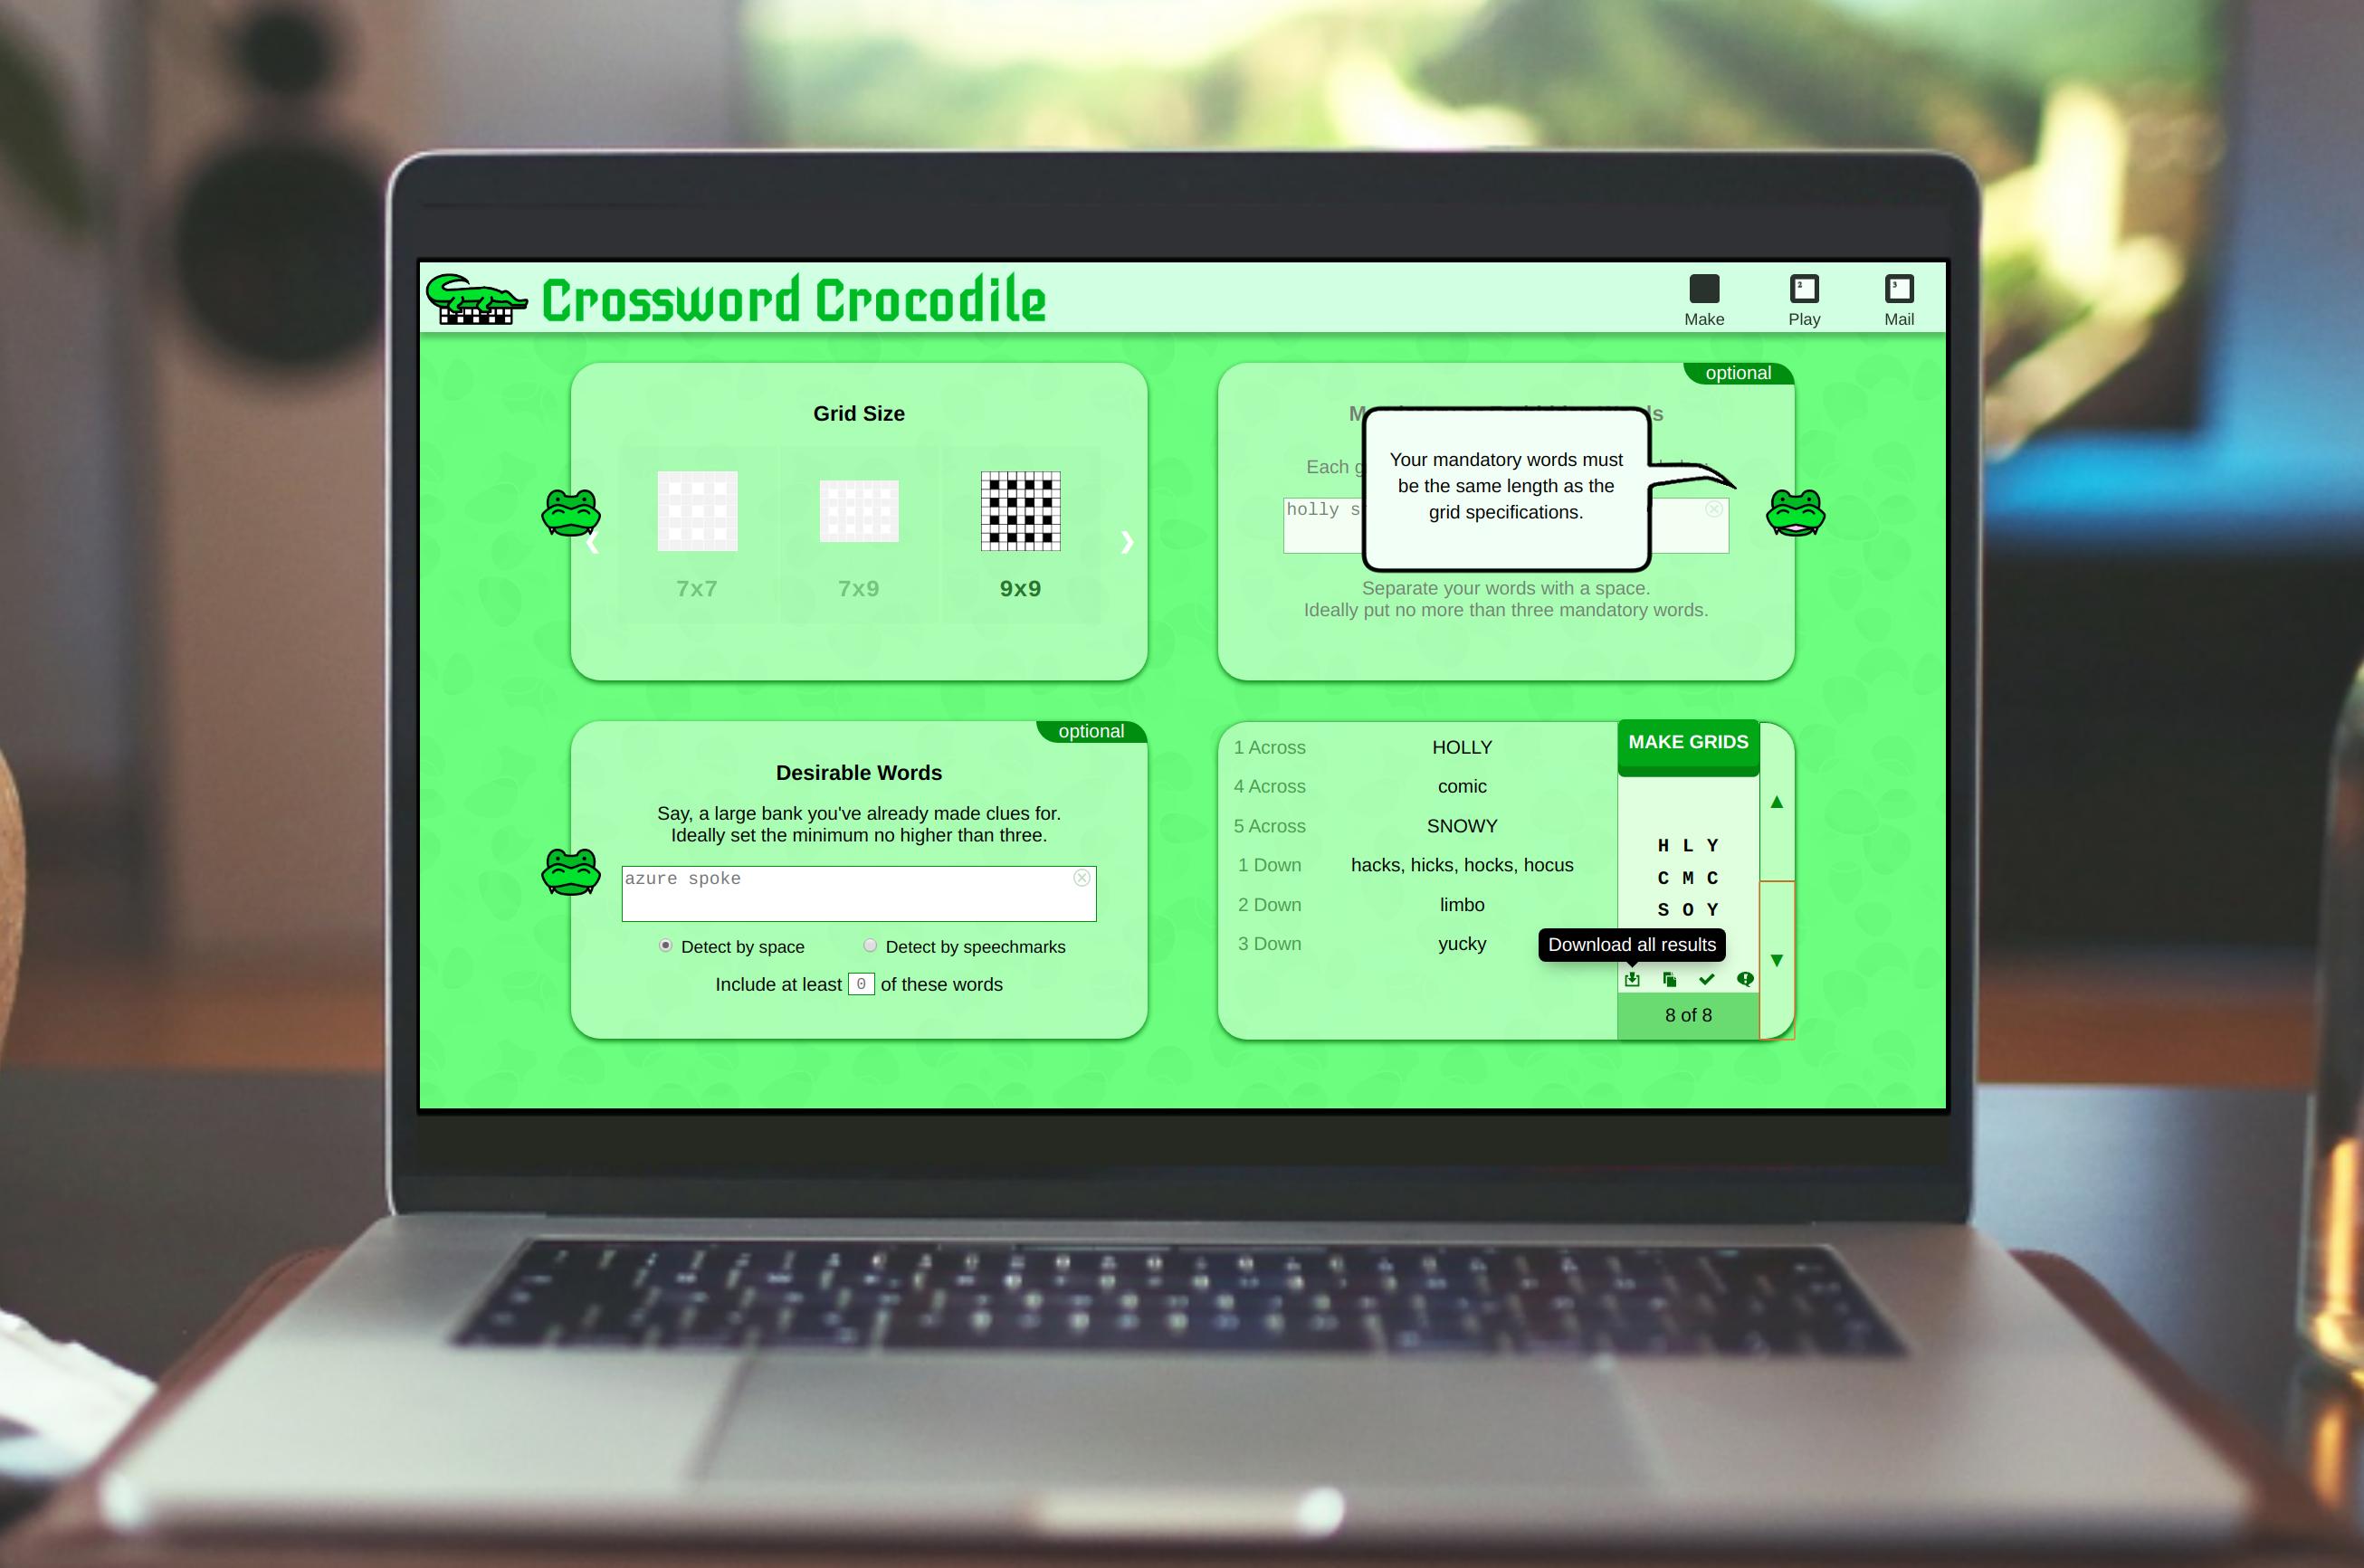 Crossword Crocodile
Make
Play
Mail
2
3
Grid Size
7x7
7x9
9x9
optional
Each
Your mandatory words must
be the same length as the
grid specifications.
holly
Separate your words with a space.
Ideally put no more than three mandatory words.
optional
Desirable Words
Say, a large bank you've already made clues for.
Ideally set the minimum no higher than three.
azure spoke
Detect by space
Detect by speechmarks
Include at least 0 of these words
1 Across HOLLY
4 Across comic
5 Across SNOWY
1 Down hacks, hicks, hocks, hocus
2 Down limbo
3 Down yucky
MAKE GRIDS
H L Y
C M C
S O Y
Download all results
8 of 8